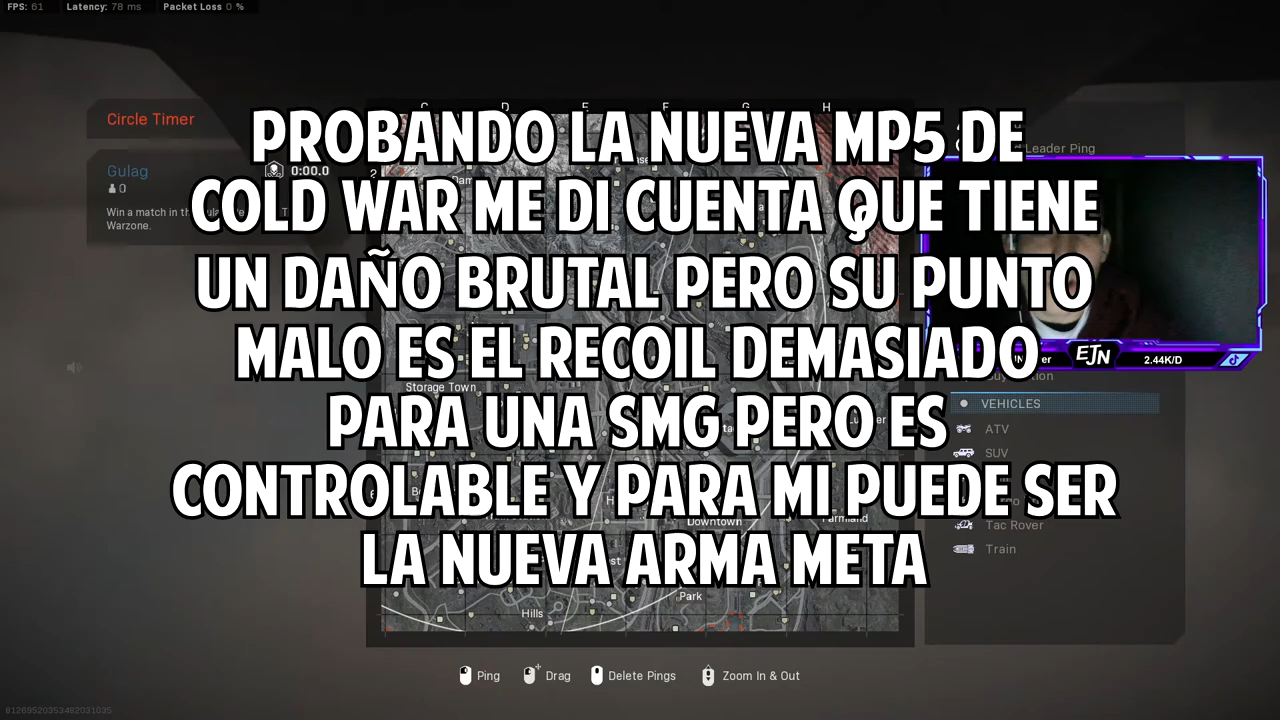 FPS: 61 Latency: 78 ms Packet Loss 0 %
Circle Timer
Gulag
0:00.0
0
Win a match in th
Warzone.
C D E F G H
Leader Ping
PROBANDO LA NUEVA MP5 DE
COLD WAR ME DI CUENTA QUE TIENE
UN DAÑO BRUTAL PERO SU PUNTO
MALO ES EL RECOIL DEMASIADO
PARA UNA SMG PERO ES
CONTROLABLE Y PARA MI PUEDE SER
LA NUEVA ARMA META
EJN
2.44K/D
Storage Town
VEHICLES
ATV
SUV
Downtown
Farmland
Tac Rover
Train
Park
Hills
Ping Drag Delete Pings Zoom In & Out